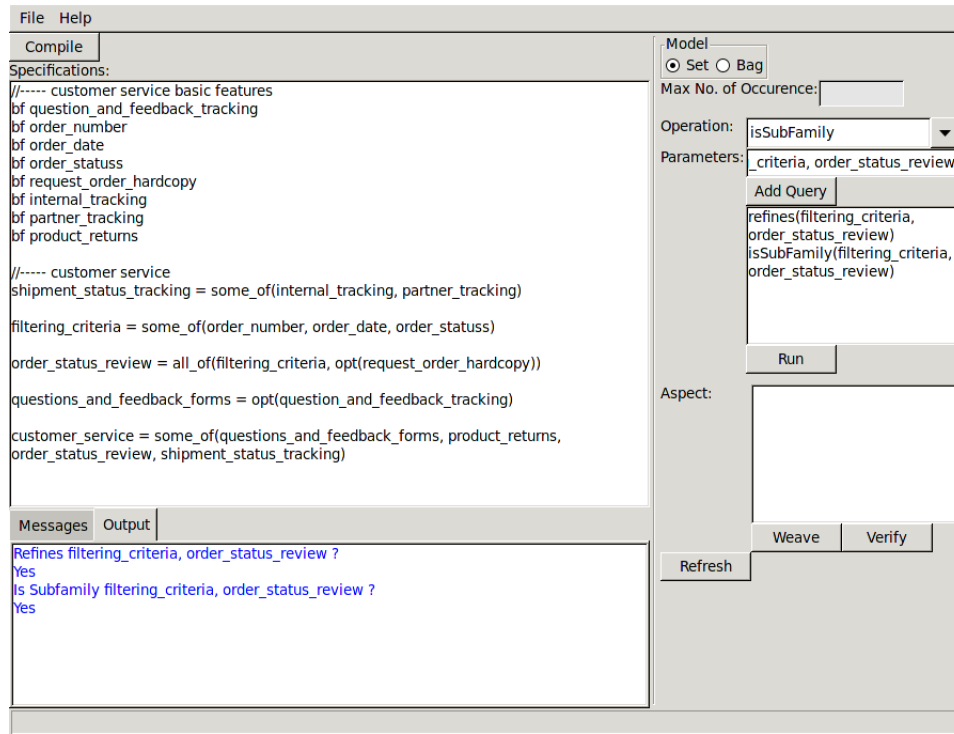 File Help
Compile
Specifications:
//----- customer service basic features
bf question_and_feedback_tracking
bf order_number
bf order_date
bf order_statuss
bf request_order_hardcopy
bf internal_tracking
bf partner_tracking
bf product_returns
//----- customer service
shipment_status_tracking = some_of(internal_tracking, partner_tracking)
filtering_criteria = some_of(order_number, order_date, order_statuss)
order_status_review = all_of(filtering_criteria, opt(request_order_hardcopy))
questions_and_feedback_forms = opt(question_and_feedback_tracking)
customer_service = some_of(questions_and_feedback_forms, product_returns,
order_status_review, shipment_status_tracking)
Messages Output
Refines filtering_criteria, order_status_review ?
Yes
Is Subfamily filtering_criteria, order_status_review ?
Yes
Model
Set Bag
Max No. of Occurence:
Operation: isSubFamily
Parameters: _criteria, order_status_review
Add Query
refines(filtering_criteria,
order_status_review)
isSubFamily(filtering_criteria,
order_status_review)
Run
Aspect:
Weave Verify
Refresh